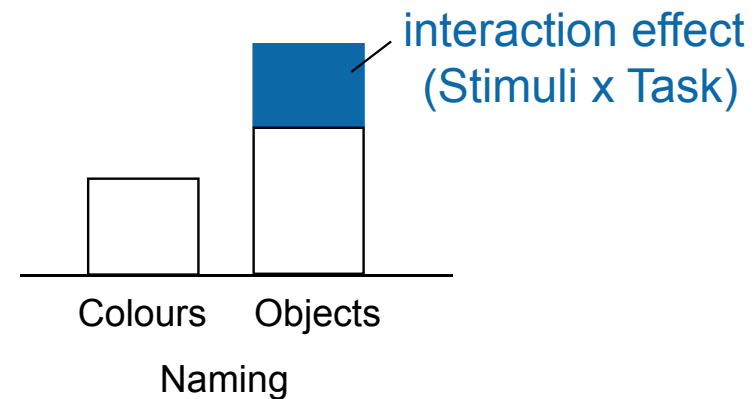 interaction effect
(Stimuli x Task)
Colours Objects
Naming